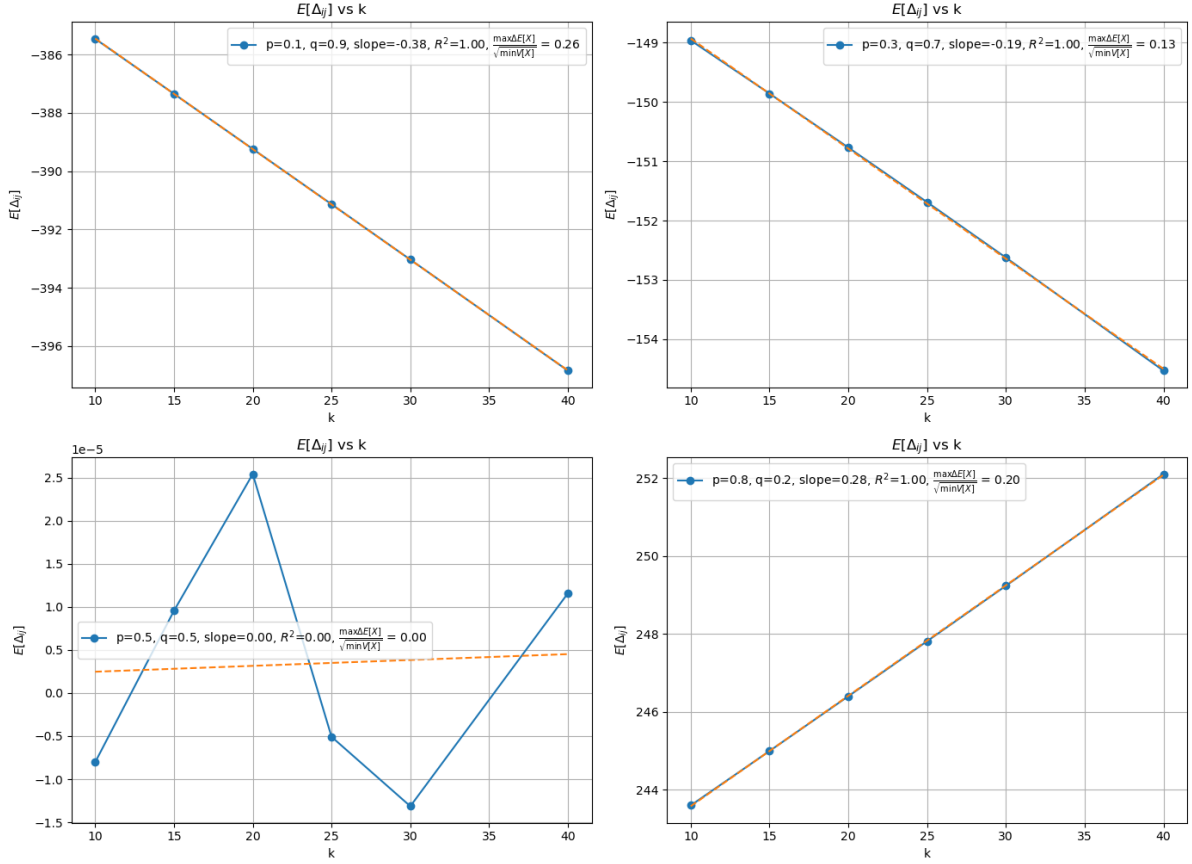 E[Δij] vs k
p=0.1, q=0.9, slope=-0.38, R²=1.00, maxΔE[X]/√minV[X] = 0.26
E[Δij]
−386
−388
−390
−392
−394
−396
10 15 20 25 30 35 40
k
E[Δij] vs k
p=0.3, q=0.7, slope=-0.19, R²=1.00, maxΔE[X]/√minV[X] = 0.13
E[Δij]
−149
−150
−151
−152
−153
−154
10 15 20 25 30 35 40
k
E[Δij] vs k
1e−5
p=0.5, q=0.5, slope=0.00, R²=0.00, maxΔE[X]/√minV[X] = 0.00
E[Δij]
2.5
2.0
1.5
1.0
0.5
0.0
−0.5
−1.0
−1.5
10 15 20 25 30 35 40
k
E[Δij] vs k
p=0.8, q=0.2, slope=0.28, R²=1.00, maxΔE[X]/√minV[X] = 0.20
E[Δij]
252
250
248
246
244
10 15 20 25 30 35 40
k